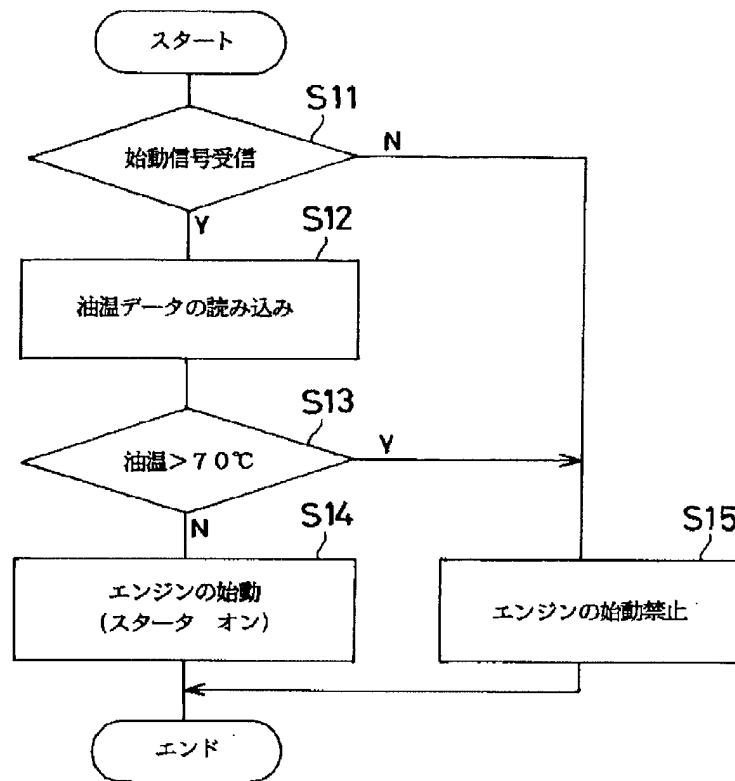 スタート
S11
始動信号受信
N
Y
S12
油温データの読み込み
S13
油温>70℃
Y
N
S14
エンジンの始動
(スタータ オン)
S15
エンジンの始動禁止
エンド